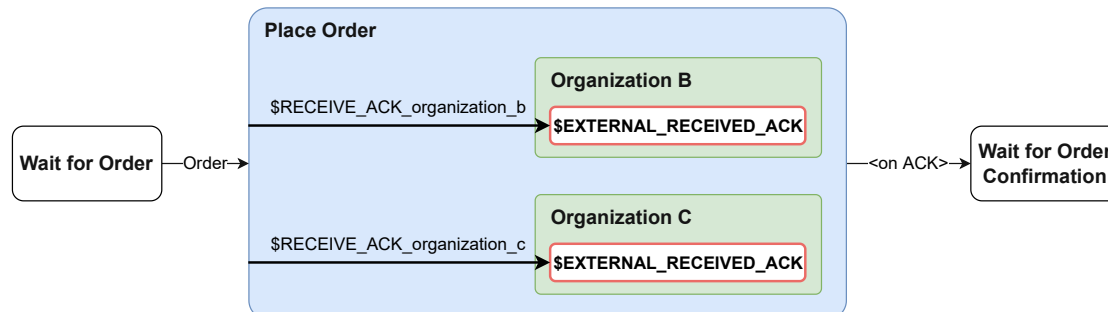 Place Order
Organization B
$RECEIVE_ACK_organization_b
$EXTERNAL_RECEIVED_ACK
Wait for Order
Order
<on ACK>
Wait for Order
Confirmation
Organization C
$RECEIVE_ACK_organization_c
$EXTERNAL_RECEIVED_ACK